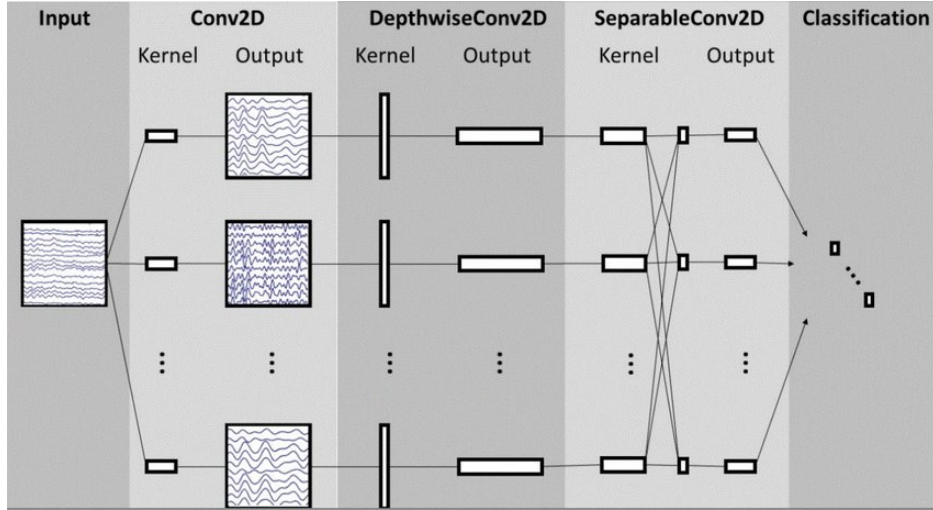 Input Conv2D DepthwiseConv2D SeparableConv2D Classification
Kernel Output Kernel Output Kernel Output